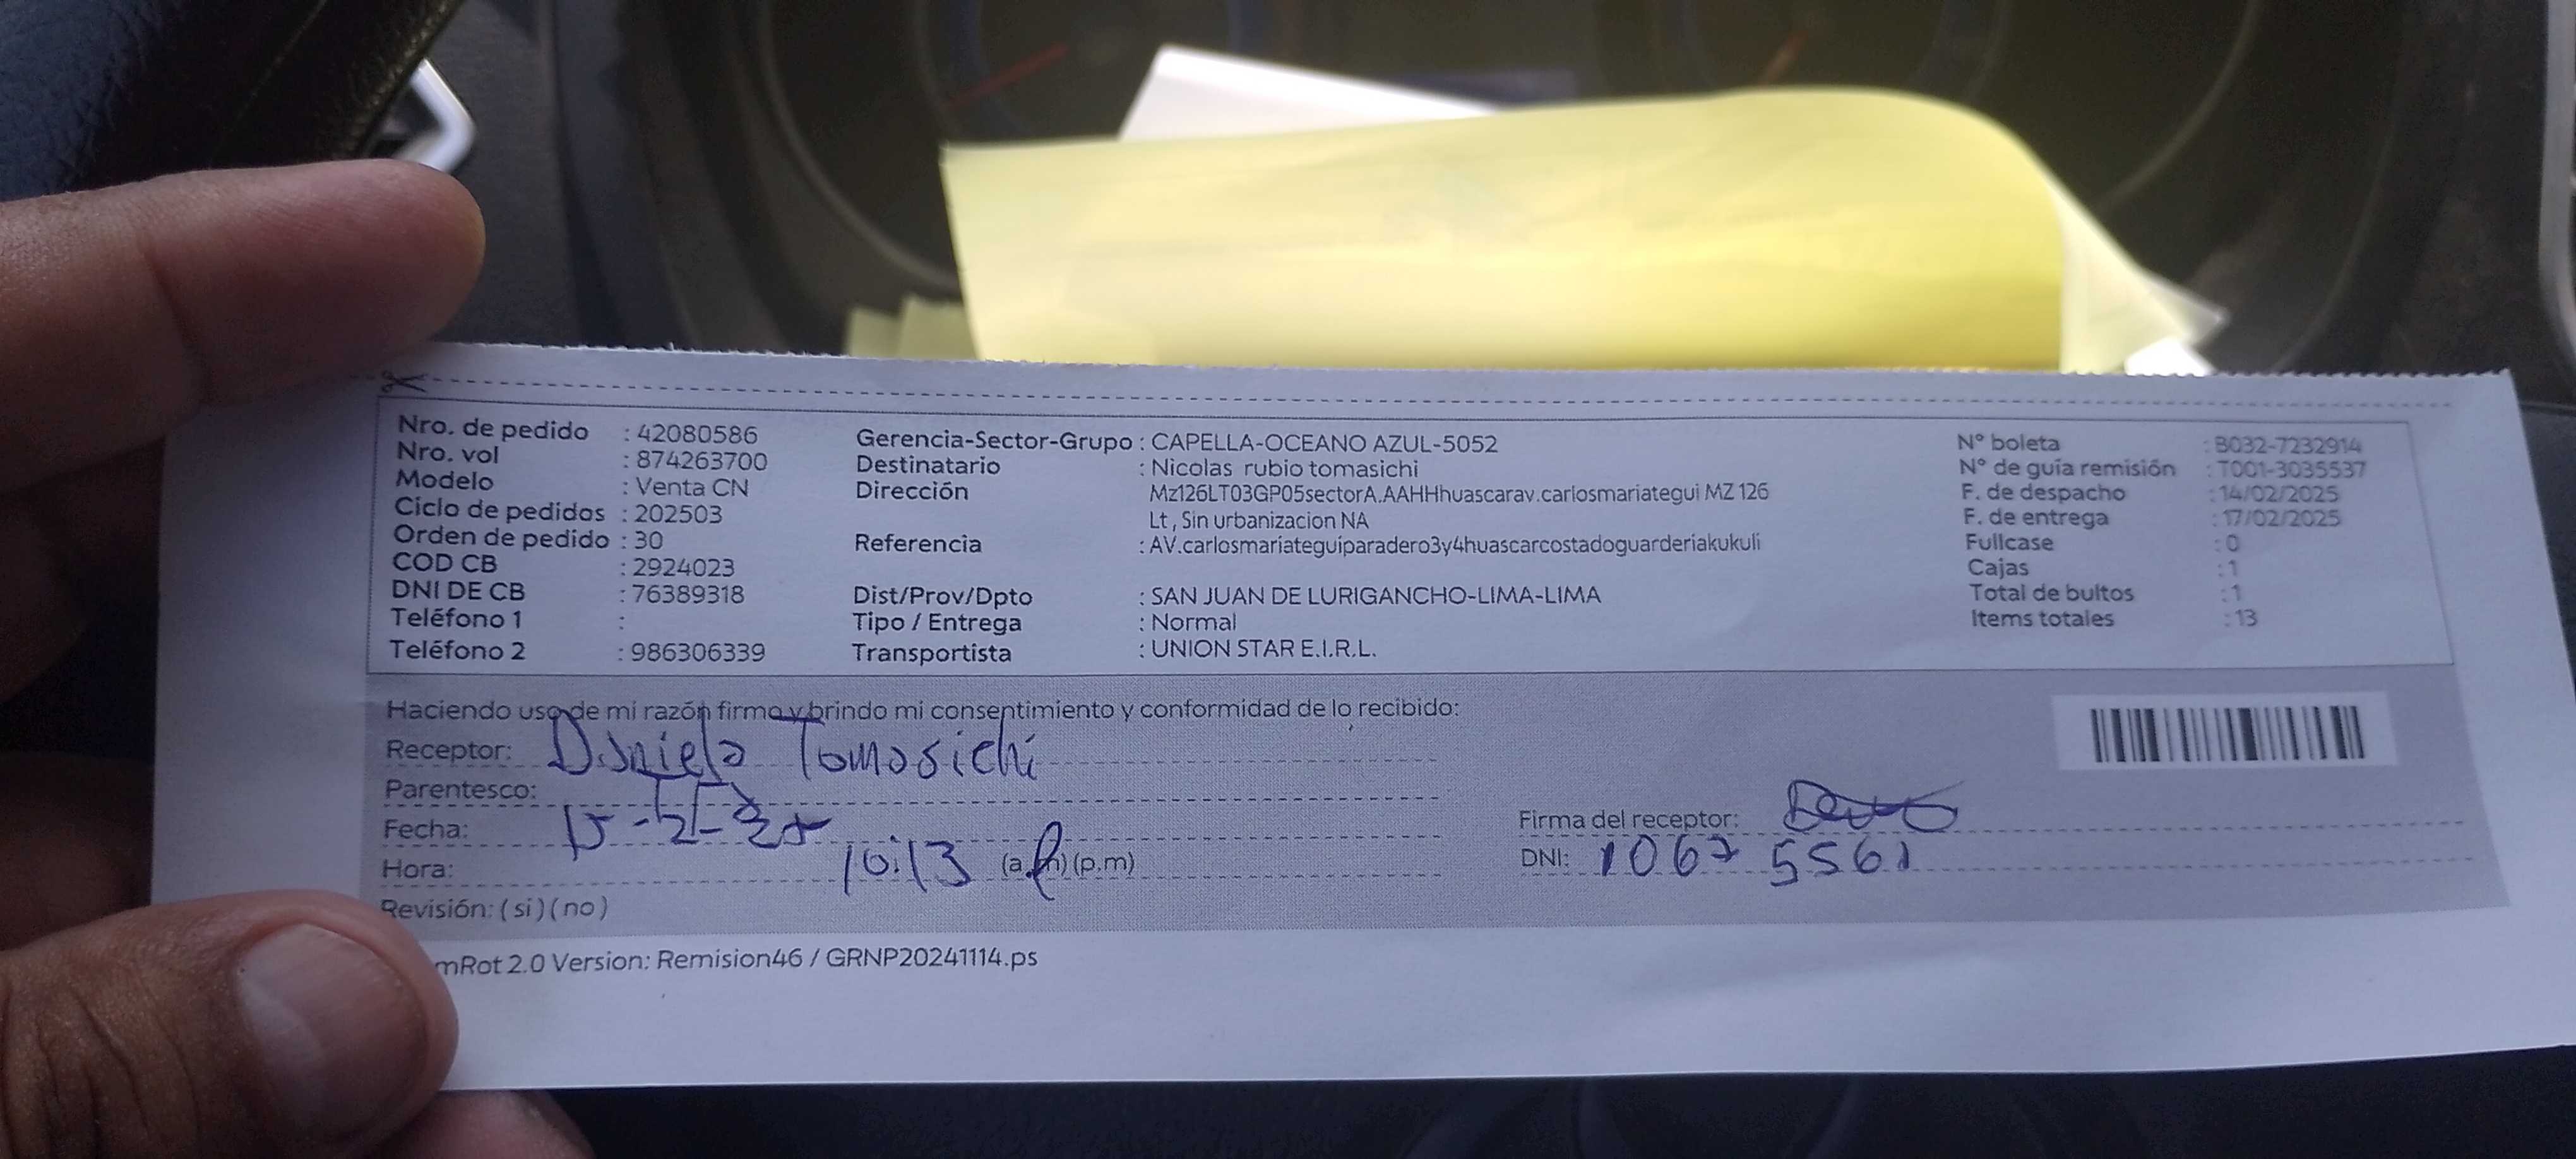 Nro. de pedido : 42080586
Nro. vol : 874263700
Modelo : Venta CN
Ciclo de pedidos : 202503
Orden de pedido : 30
COD CB : 2924023
DNI DE CB : 76389318
Teléfono 1 :
Teléfono 2 : 986306339
Gerencia-Sector-Grupo : CAPELLA-OCEANO AZUL-5052
Destinatario : Nicolas rubio tomasichi
Dirección Mz126LT03GP05sectorA.AAHHhuascarav.carlosmariategui MZ 126
Lt , Sin urbanizacion NA
Referencia : AV.carlosmariateguiparadero3y4huascarcostadoguarderiakukuli
Dist/Prov/Dpto : SAN JUAN DE LURIGANCHO-LIMA-LIMA
Tipo / Entrega : Normal
Transportista : UNION STAR E.I.R.L.
N° boleta : B032-7232914
N° de guía remisión : T001-3035537
F. de despacho : 14/02/2025
F. de entrega : 17/02/2025
Fullcase : 0
Cajas : 1
Total de bultos : 1
Items totales : 13
Haciendo uso de mi razón firmo y brindo mi consentimiento y conformidad de lo recibido:
Receptor: Daniela Tomasichi
Parentesco:
Fecha:
Hora: 10:13 (a.m) (p.m)
Revisión: ( si ) ( no )
Firma del receptor:
DNI: 1067 5561
mRot 2.0 Version: Remision46 / GRNP20241114.ps